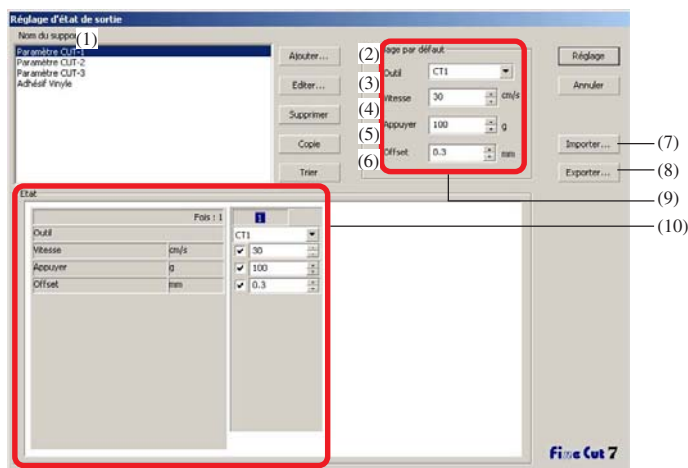 Réglage d'état de sortie
Nom du suppo (1)
Paramètre CUT-1
Paramètre CUT-2
Paramètre CUT-3
Adhésif Vinyle
Ajouter...
Editer...
Supprimer
Copie
Trier
(2) lage par défaut
Outil CT1
(3) Vitesse 30 cm/s
(4) Appuyer 100 g
(5) Offset 0.3 mm
(6)
Réglage
Annuler
Importer... (7)
Exporter... (8)
(9)
(10)
Etat
Fois : 1 1
Outil CT1
Vitesse cm/s 30
Appuyer g 100
Offset mm 0.3
Fine Cut 7